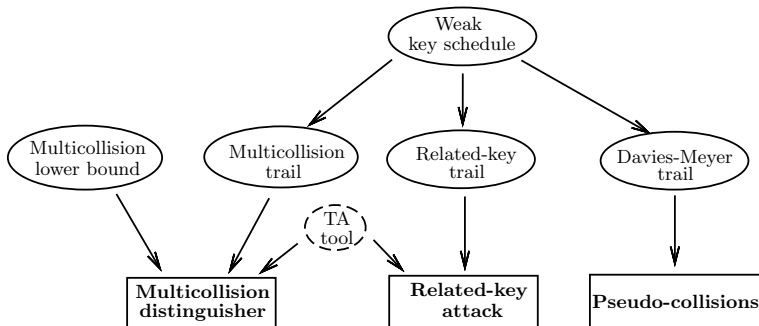 Weak
key schedule
Multicollision
lower bound
Multicollision
trail
Related-key
trail
Davies-Meyer
trail
TA
tool
Multicollision
distinguisher
Related-key
attack
Pseudo-collisions